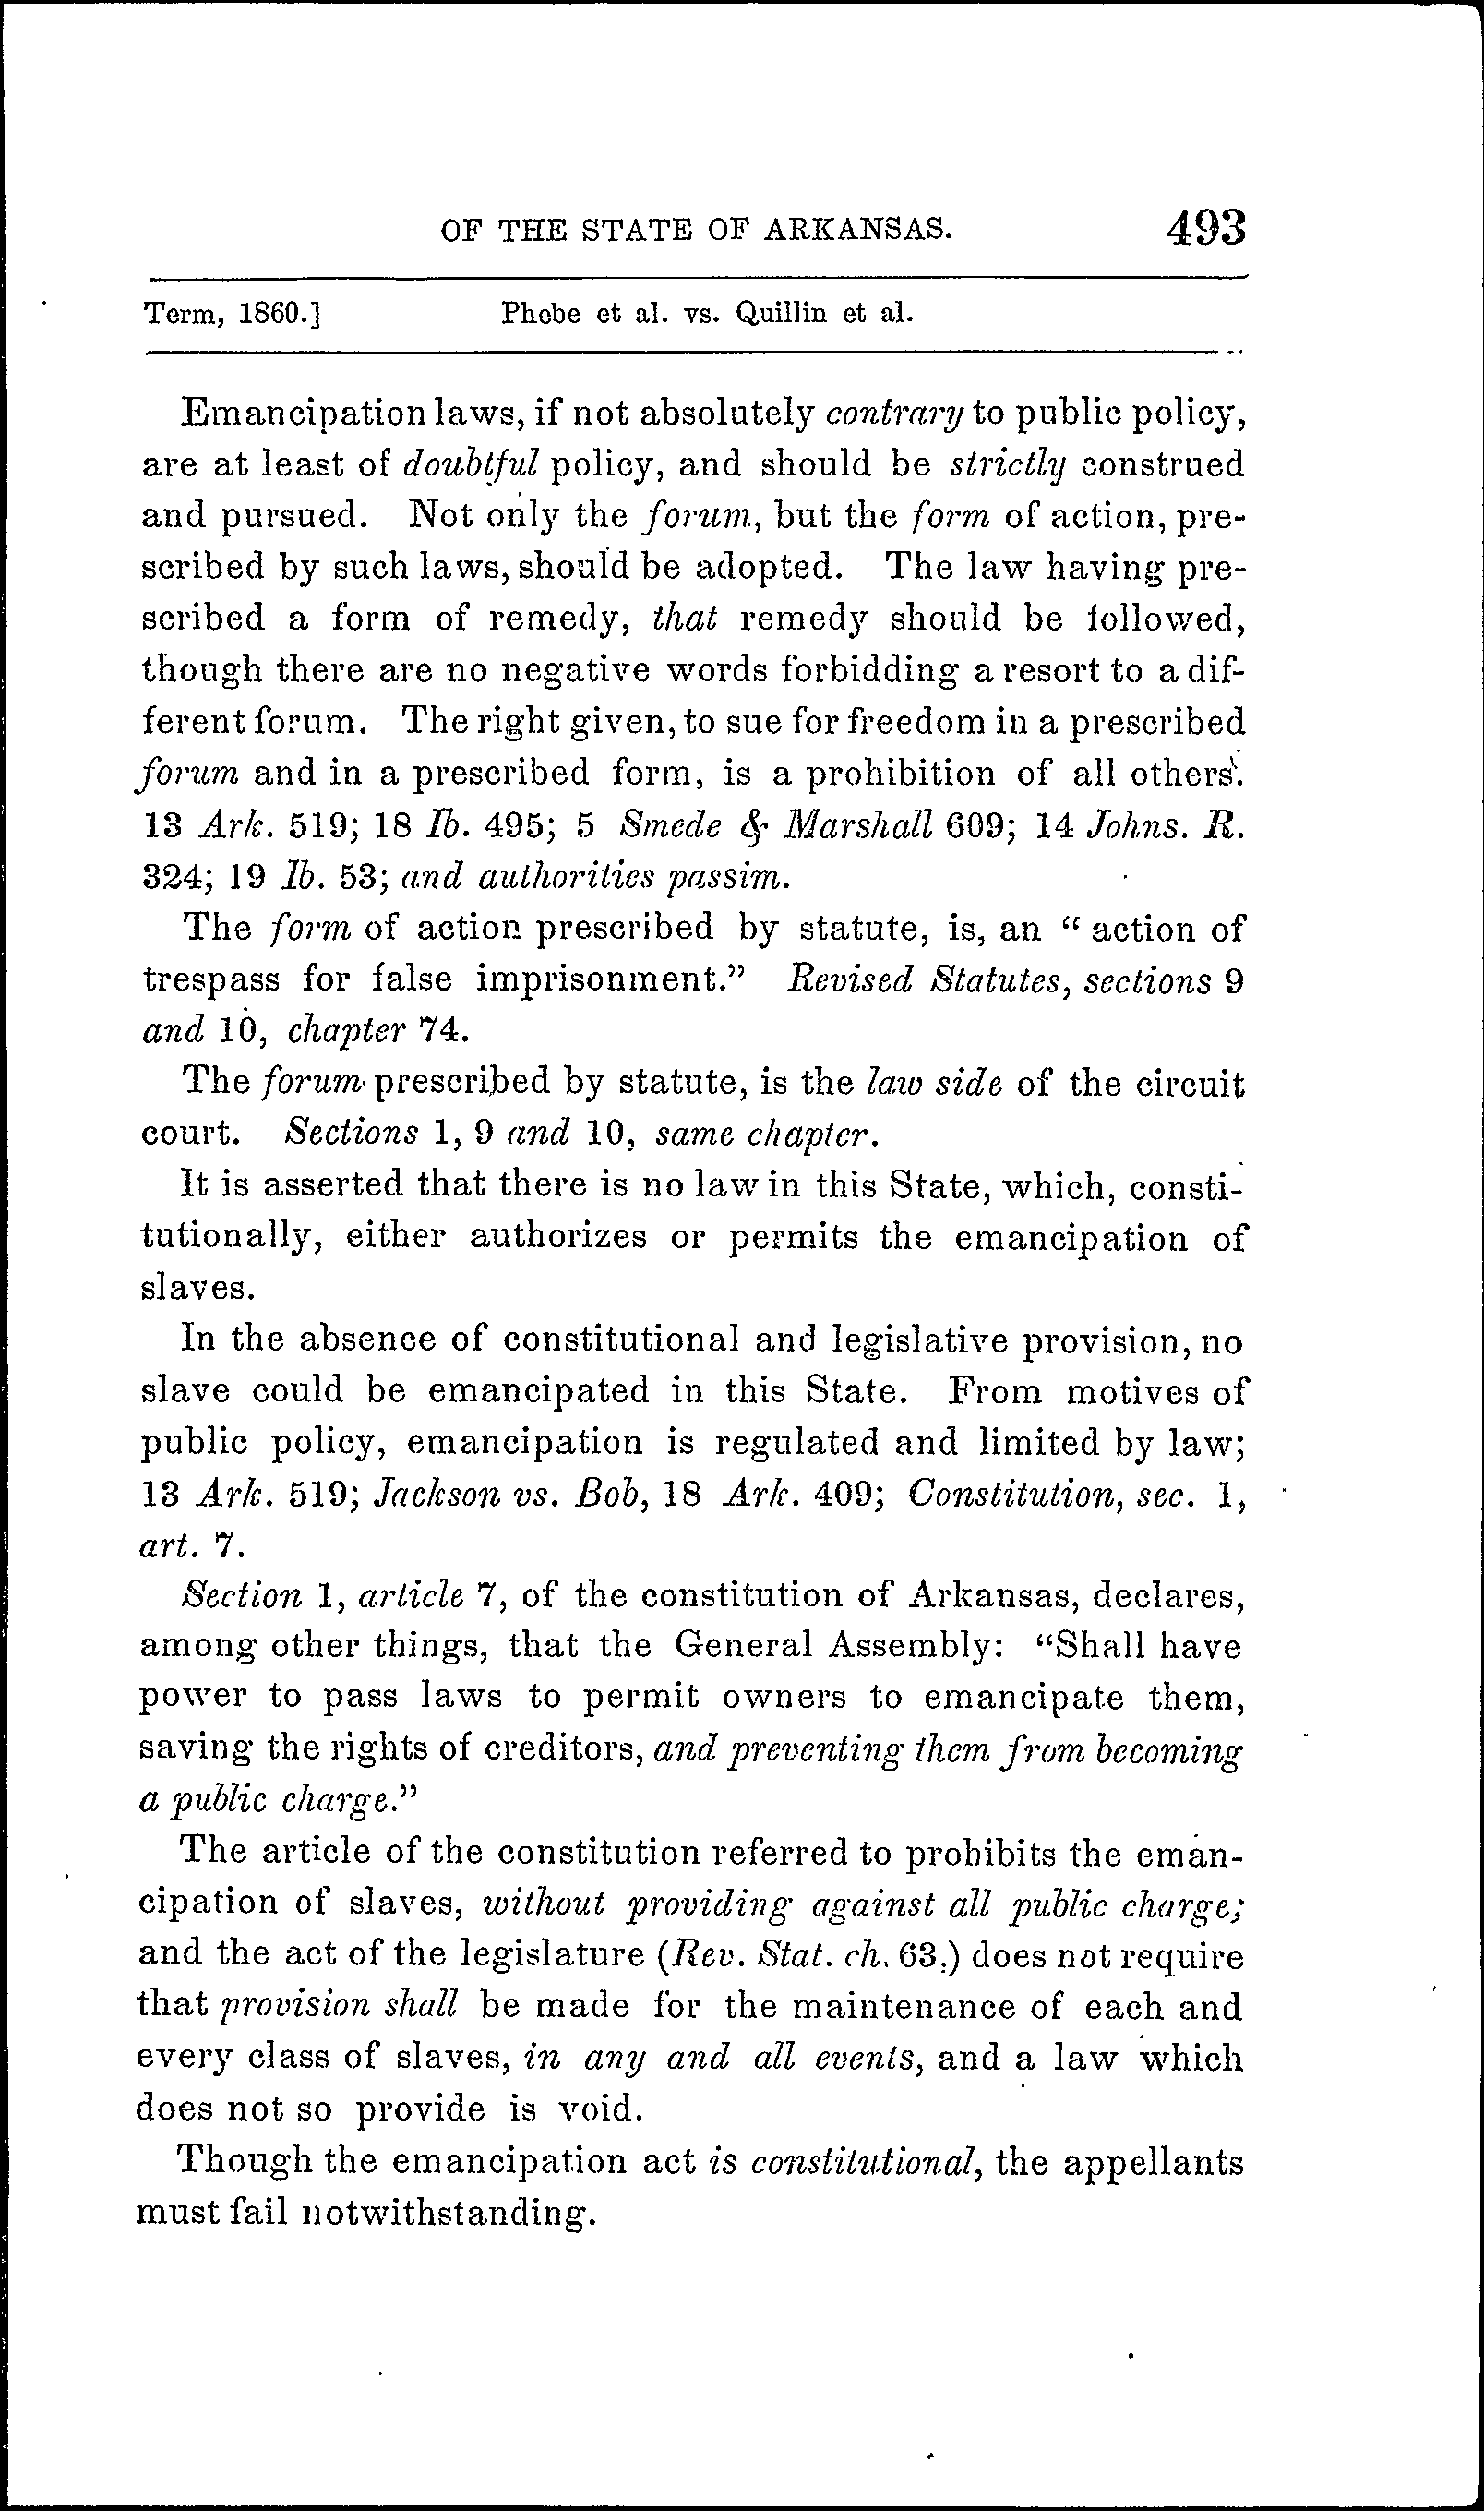 OF THE STATE OF ARKANSAS. 493
Term, 1860.] Phebe et al. vs. Quillin et al.
Emancipation laws, if not absolutely contrary to public policy,
are at least of doubtful policy, and should be strictly construed
and pursued. Not only the forum, but the form of action, pre-
scribed by such laws, should be adopted. The law having pre-
scribed a form of remedy, that remedy should be followed,
though there are no negative words forbidding a resort to a dif-
ferent forum. The right given, to sue for freedom in a prescribed
forum and in a prescribed form, is a prohibition of all others.
13 Ark. 519; 18 Ib. 495; 5 Smede & Marshall 609; 14 Johns. R.
324; 19 Ib. 53; and authorities passim.
The form of action prescribed by statute, is, an " action of
trespass for false imprisonment." Revised Statutes, sections 9
and 10, chapter 74.
The forum prescribed by statute, is the law side of the circuit
court. Sections 1, 9 and 10, same chapter.
It is asserted that there is no law in this State, which, consti-
tutionally, either authorizes or permits the emancipation of
slaves.
In the absence of constitutional and legislative provision, no
slave could be emancipated in this State. From motives of
public policy, emancipation is regulated and limited by law;
13 Ark. 519; Jackson vs. Bob, 18 Ark. 409; Constitution, sec. 1,
art. 7.
Section 1, article 7, of the constitution of Arkansas, declares,
among other things, that the General Assembly: "Shall have
power to pass laws to permit owners to emancipate them,
saving the rights of creditors, and preventing them from becoming
a public charge."
The article of the constitution referred to prohibits the eman-
cipation of slaves, without providing against all public charge;
and the act of the legislature (Rev. Stat. ch. 63,) does not require
that provision shall be made for the maintenance of each and
every class of slaves, in any and all events, and a law which
does not so provide is void.
Though the emancipation act is constitutional, the appellants
must fail notwithstanding.